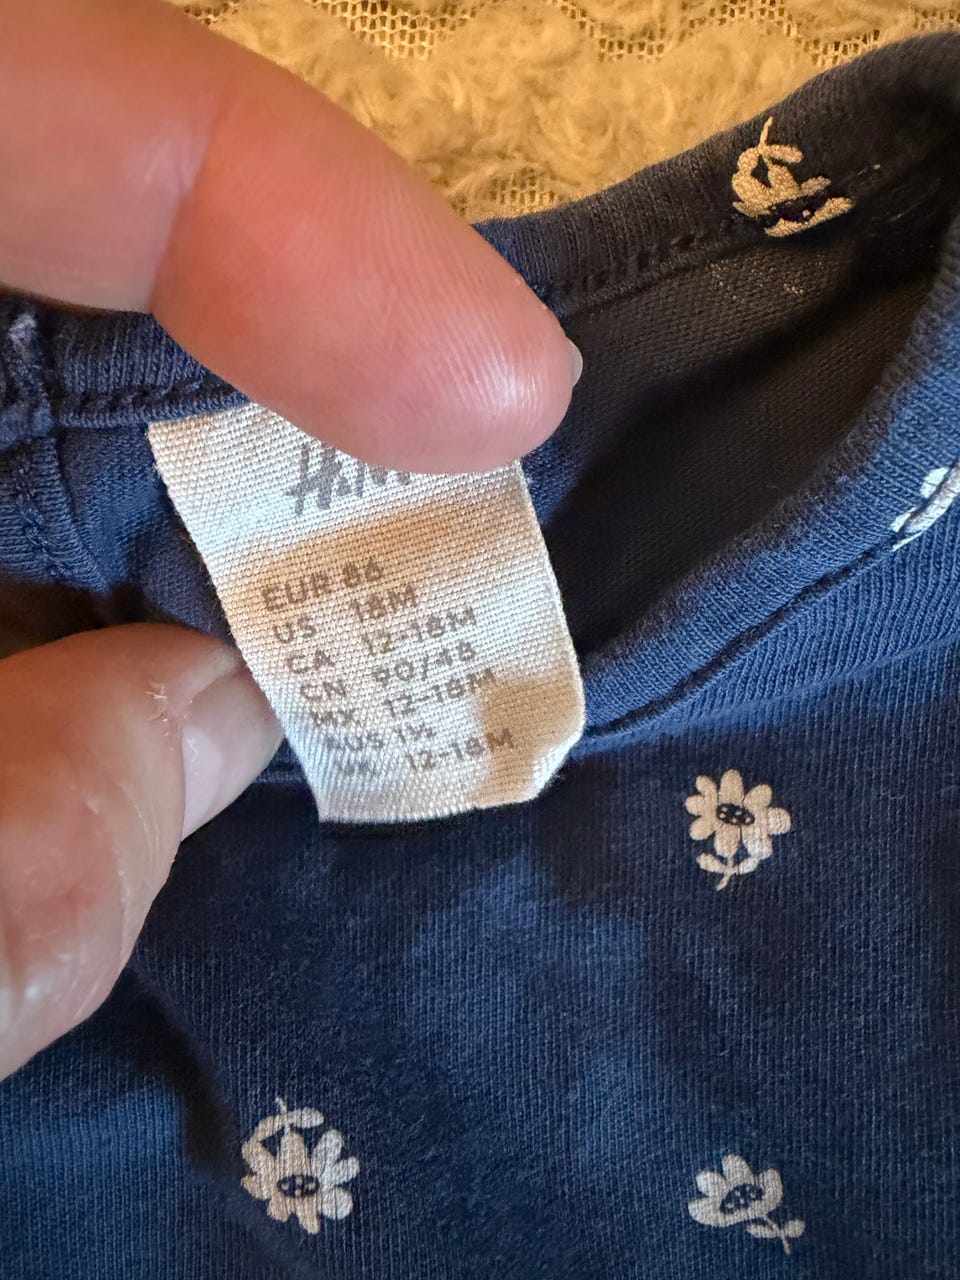 H&M
EUR 86
US 18M
CA 12-18M
CN 90/48
MX 12-18M
AUS 1½
UK 12-18M